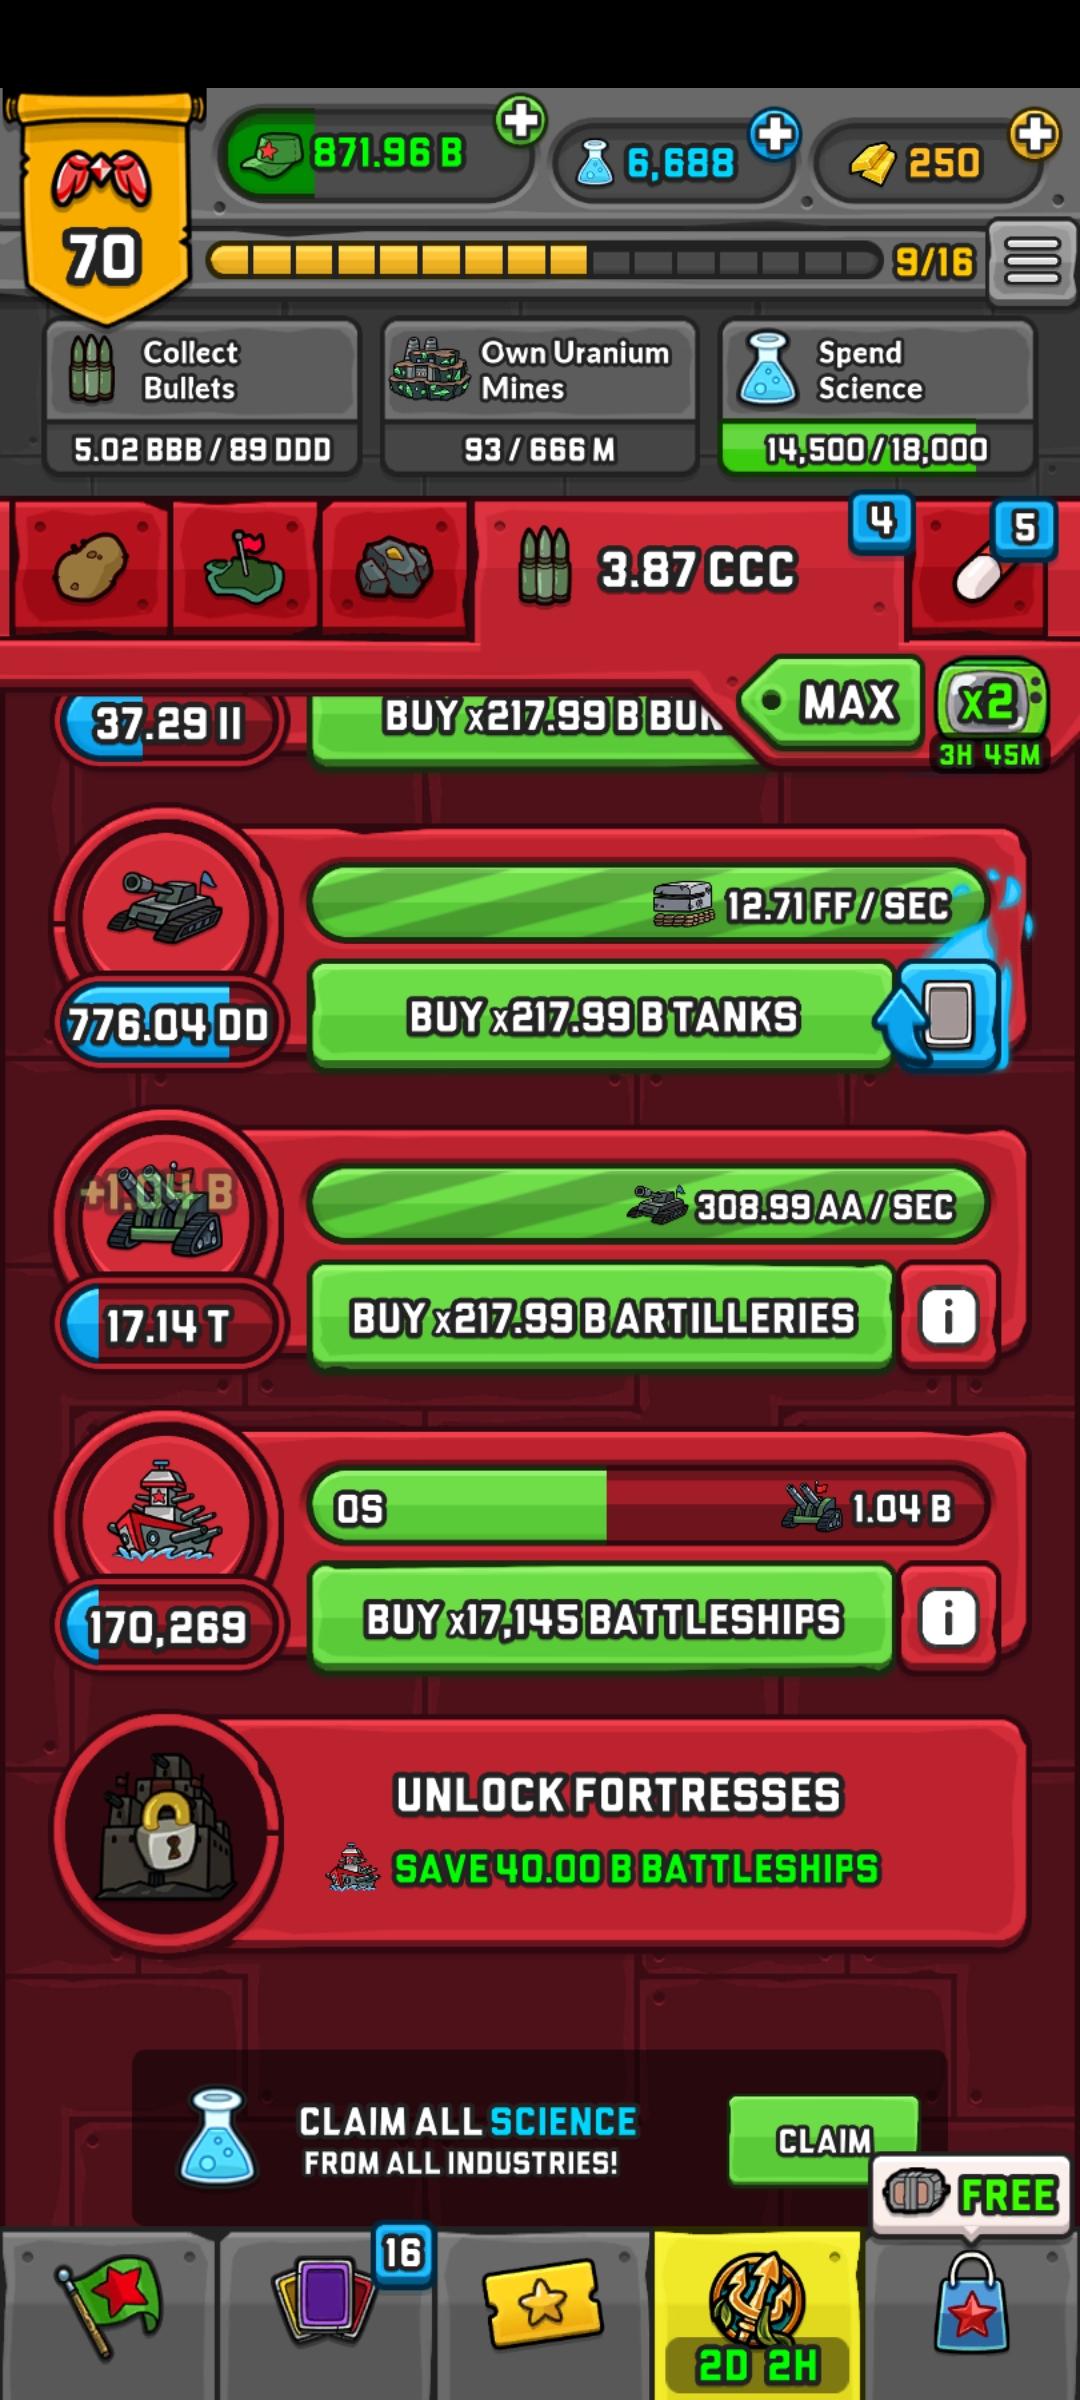 871.96 B
6,688
250
70
9/16
Collect
Bullets
Own Uranium
Mines
Spend
Science
5.02 BBB / 89 DDD
93 / 666 M
14,500/18,000
4
5
3.87 CCC
MAX
x2
3H 45M
37.29 II
BUY x217.99 B
12.71 FF / SEC
776.04 DD
BUY x217.99 B TANKS
+1.04 B
308.99 AA / SEC
17.14 T
BUY x217.99 B ARTILLERIES
i
0S
1.04 B
170,269
BUY x17,145 BATTLESHIPS
i
UNLOCK FORTRESSES
SAVE 40.00 B BATTLESHIPS
CLAIM ALL SCIENCE
FROM ALL INDUSTRIES!
CLAIM
FREE
16
2D 2H